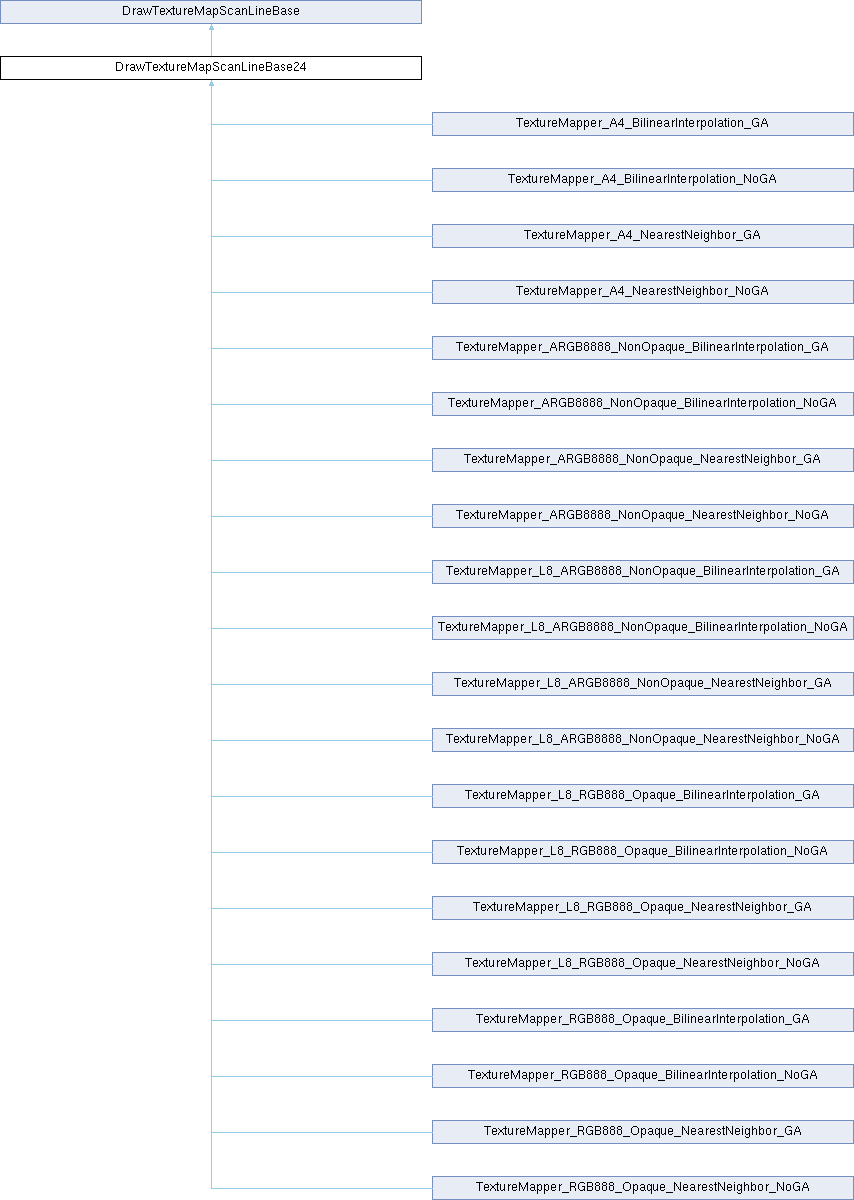 DrawTextureMapScanLineBase
DrawTextureMapScanLineBase24
TextureMapper_A4_BilinearInterpolation_GA
TextureMapper_A4_BilinearInterpolation_NoGA
TextureMapper_A4_NearestNeighbor_GA
TextureMapper_A4_NearestNeighbor_NoGA
TextureMapper_ARGB8888_NonOpaque_BilinearInterpolation_GA
TextureMapper_ARGB8888_NonOpaque_BilinearInterpolation_NoGA
TextureMapper_ARGB8888_NonOpaque_NearestNeighbor_GA
TextureMapper_ARGB8888_NonOpaque_NearestNeighbor_NoGA
TextureMapper_L8_ARGB8888_NonOpaque_BilinearInterpolation_GA
TextureMapper_L8_ARGB8888_NonOpaque_BilinearInterpolation_NoGA
TextureMapper_L8_ARGB8888_NonOpaque_NearestNeighbor_GA
TextureMapper_L8_ARGB8888_NonOpaque_NearestNeighbor_NoGA
TextureMapper_L8_RGB888_Opaque_BilinearInterpolation_GA
TextureMapper_L8_RGB888_Opaque_BilinearInterpolation_NoGA
TextureMapper_L8_RGB888_Opaque_NearestNeighbor_GA
TextureMapper_L8_RGB888_Opaque_NearestNeighbor_NoGA
TextureMapper_RGB888_Opaque_BilinearInterpolation_GA
TextureMapper_RGB888_Opaque_BilinearInterpolation_NoGA
TextureMapper_RGB888_Opaque_NearestNeighbor_GA
TextureMapper_RGB888_Opaque_NearestNeighbor_NoGA